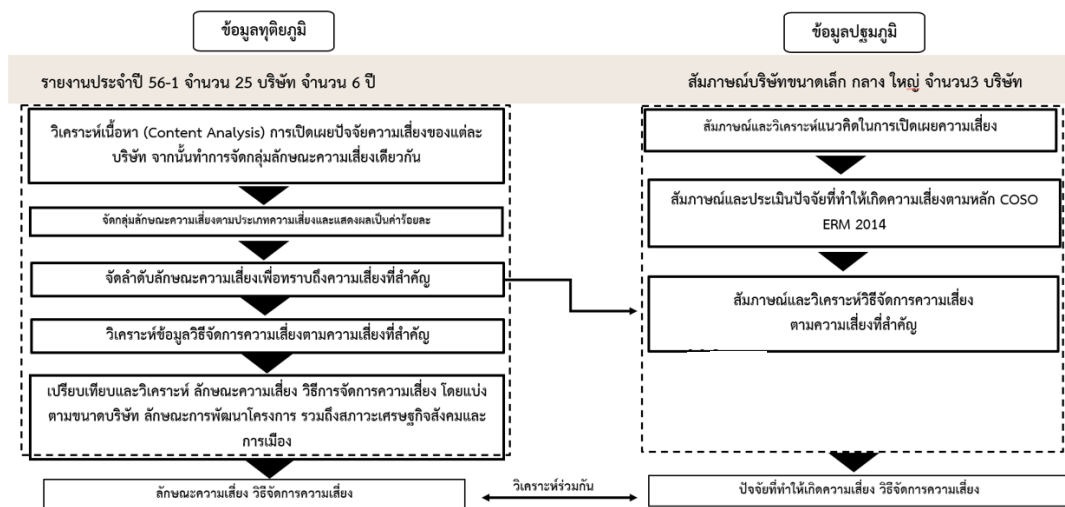 ข้อมูลทุติยภูมิ
รายงานประจำปี 56-1 จำนวน 25 บริษัท จำนวน 6 ปี
วิเคราะห์เนื้อหา (Content Analysis) การเปิดเผยปัจจัยความเสี่ยงของแต่ละ
บริษัท จากนั้นทำการจัดกลุ่มลักษณะความเสี่ยงเดียวกัน
จัดกลุ่มลักษณะความเสี่ยงตามประเภทความเสี่ยงและแสดงผลเป็นค่าร้อยละ
จัดลำดับลักษณะความเสี่ยงเพื่อทราบถึงความเสี่ยงที่สำคัญ
วิเคราะห์ข้อมูลวิธีจัดการความเสี่ยงตามความเสี่ยงที่สำคัญ
เปรียบเทียบและวิเคราะห์ ลักษณะความเสี่ยง วิธีการจัดการความเสี่ยง โดยแบ่ง
ตามขนาดบริษัท ลักษณะการพัฒนาโครงการ รวมถึงสภาวะเศรษฐกิจสังคมและ
การเมือง
ลักษณะความเสี่ยง วิธีจัดการความเสี่ยง
วิเคราะห์ร่วมกัน
ข้อมูลปฐมภูมิ
สัมภาษณ์บริษัทขนาดเล็ก กลาง ใหญ่ จำนวน3 บริษัท
สัมภาษณ์และวิเคราะห์แนวคิดในการเปิดเผยความเสี่ยง
สัมภาษณ์และประเมินปัจจัยที่ทำให้เกิดความเสี่ยงตามหลัก COSO
ERM 2014
สัมภาษณ์และวิเคราะห์วิธีจัดการความเสี่ยง
ตามความเสี่ยงที่สำคัญ
ปัจจัยที่ทำให้เกิดความเสี่ยง วิธีจัดการความเสี่ยง